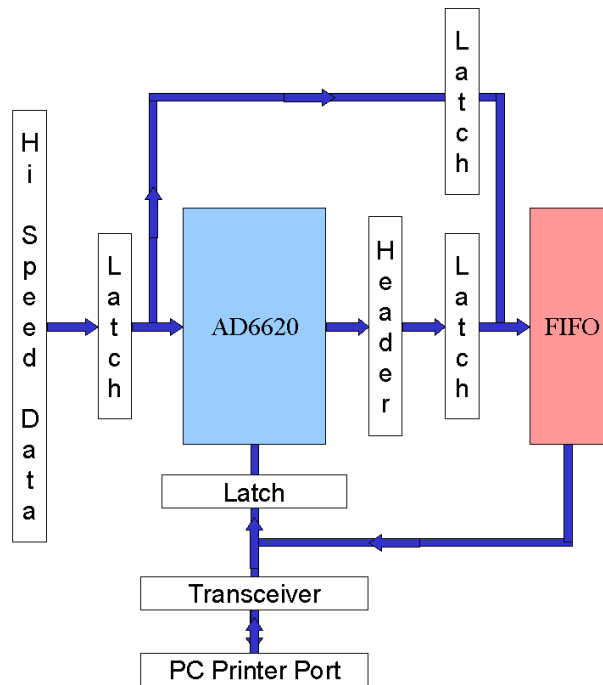 Latch
Hi Speed Data
Latch
AD6620
Header
Latch
FIFO
Latch
Transceiver
PC Printer Port